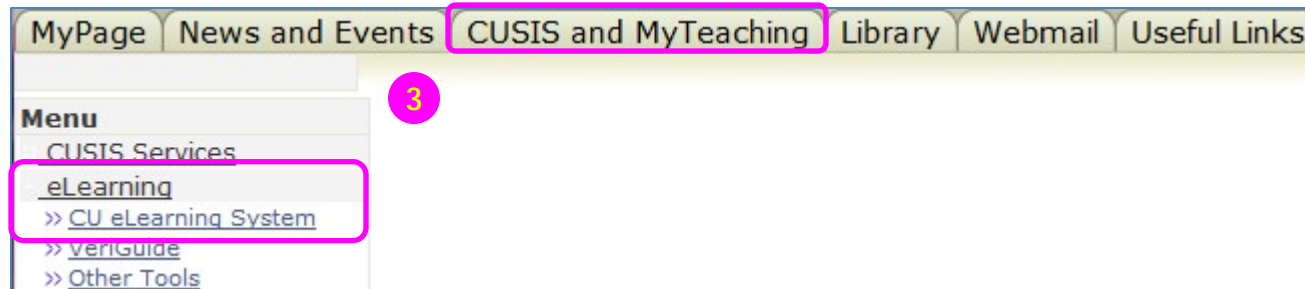 MyPage News and Events CUSIS and MyTeaching Library Webmail Useful Links
3
Menu
CUSIS Services
eLearning
>> CU eLearning System
>> VeriGuide
>> Other Tools